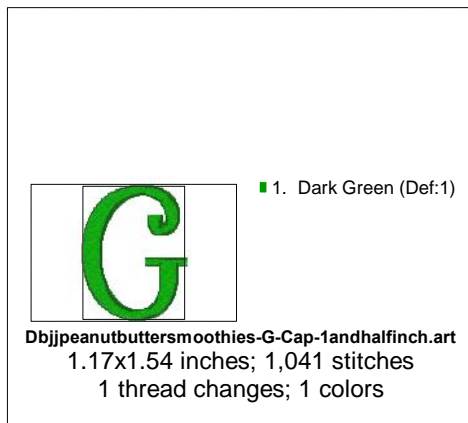 1. Dark Green (Def:1)
G
Dbjjpeanutbuttersmoothies-G-Cap-1andhalfinch.art
1.17x1.54 inches; 1,041 stitches
1 thread changes; 1 colors